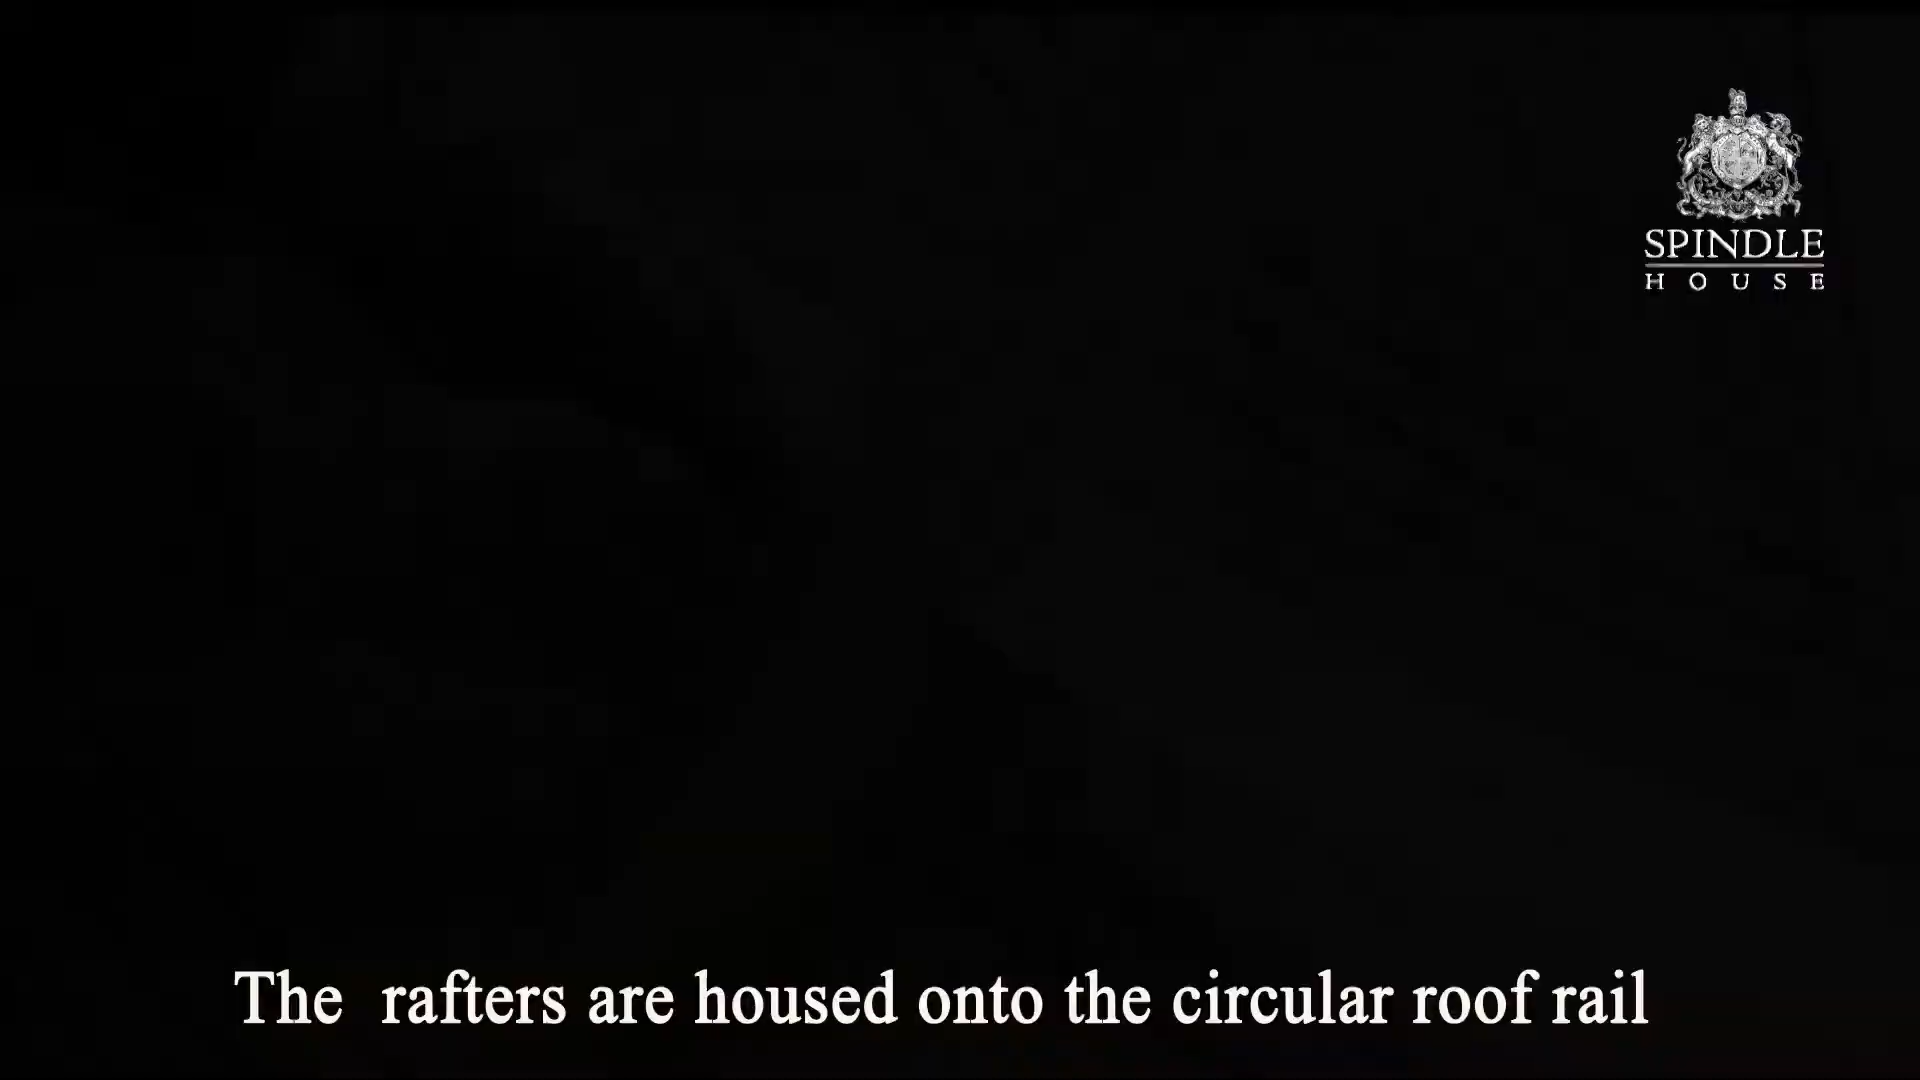 SPINDLE
HOUSE
The  rafters are housed onto the circular roof rail